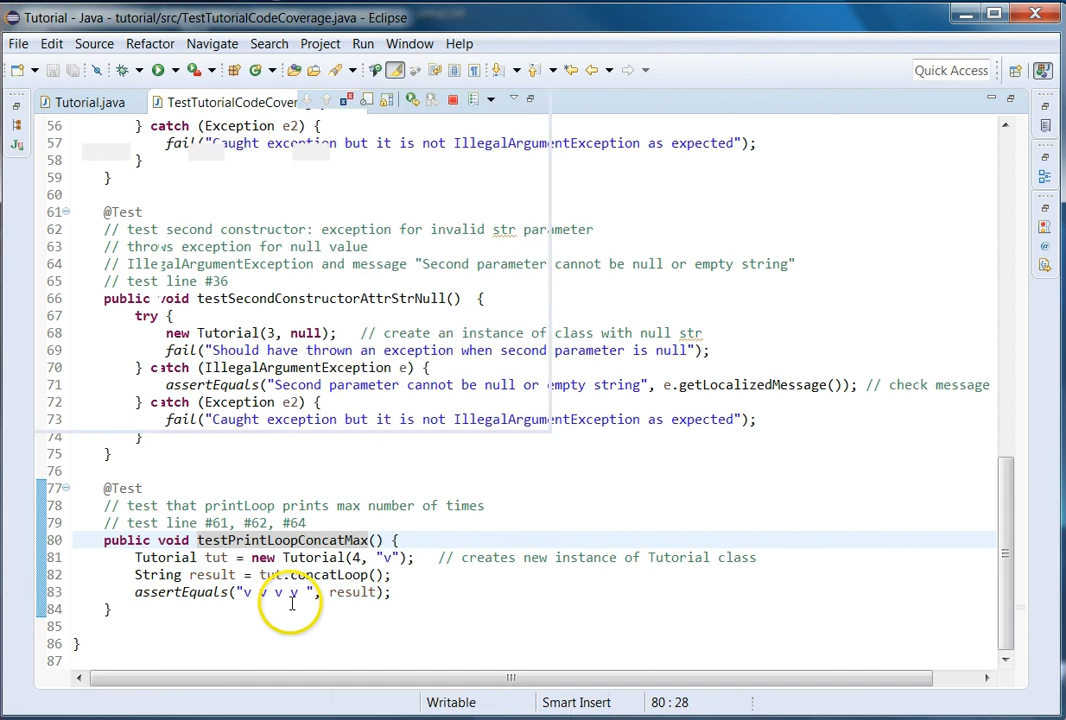 Tutorial - Java - tutorial/src/TestTutorialCodeCoverage.java - Eclipse
File Edit Source Refactor Navigate Search Project Run Window Help
Quick Access
Tutorial.java TestTutorialCodeCover
56 } catch (Exception e2) {
57 fail("Caught exception but it is not IllegalArgumentException as expected");
58 }
59 }
60
61 @Test
62 // test second constructor: exception for invalid str parameter
63 // throws exception for null value
64 // IllegalArgumentException and message "Second parameter cannot be null or empty string"
65 // test line #36
66 public void testSecondConstructorAttrStrNull() {
67 try {
68 new Tutorial(3, null); // create an instance of class with null str
69 fail("Should have thrown an exception when second parameter is null");
70 } catch (IllegalArgumentException e) {
71 assertEquals("Second parameter cannot be null or empty string", e.getLocalizedMessage()); // check message
72 } catch (Exception e2) {
73 fail("Caught exception but it is not IllegalArgumentException as expected");
74 }
75 }
76
77 @Test
78 // test that printLoop prints max number of times
79 // test line #61, #62, #64
80 public void testPrintLoopConcatMax() {
81 Tutorial tut = new Tutorial(4, "v"); // creates new instance of Tutorial class
82 String result = tut.concatLoop();
83 assertEquals("v v v v ", result);
84 }
85
86 }
87
Writable Smart Insert 80 : 28